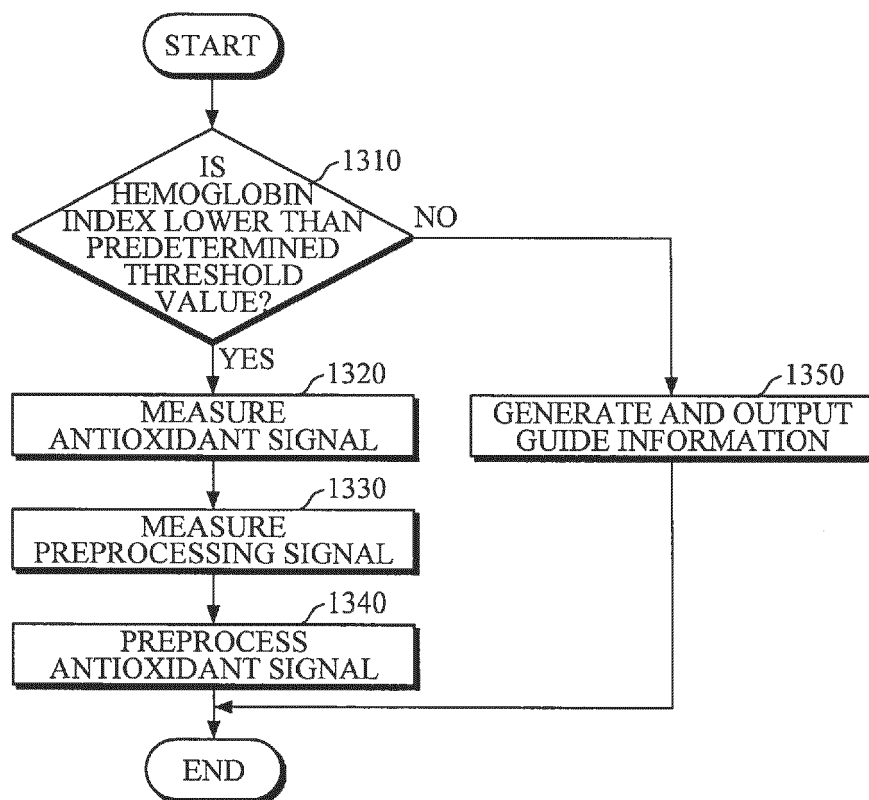 START
1310
IS
HEMOGLOBIN
INDEX LOWER THAN
PREDETERMINED
THRESHOLD
VALUE?
NO
YES
1320
MEASURE
ANTIOXIDANT SIGNAL
1350
GENERATE AND OUTPUT
GUIDE INFORMATION
1330
MEASURE
PREPROCESSING SIGNAL
1340
PREPROCESS
ANTIOXIDANT SIGNAL
END